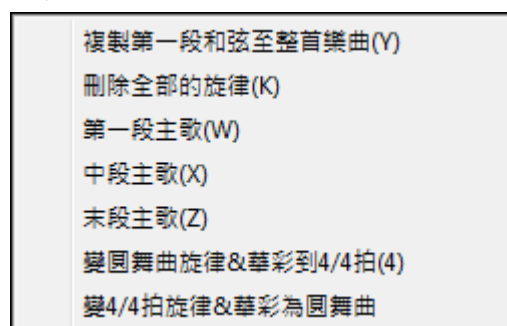 複製第一段和弦至整首樂曲(Y)
刪除全部的旋律(K)
第一段主歌(W)
中段主歌(X)
末段主歌(Z)
變圓舞曲旋律&華彩到4/4拍(4)
變4/4拍旋律&華彩為圓舞曲